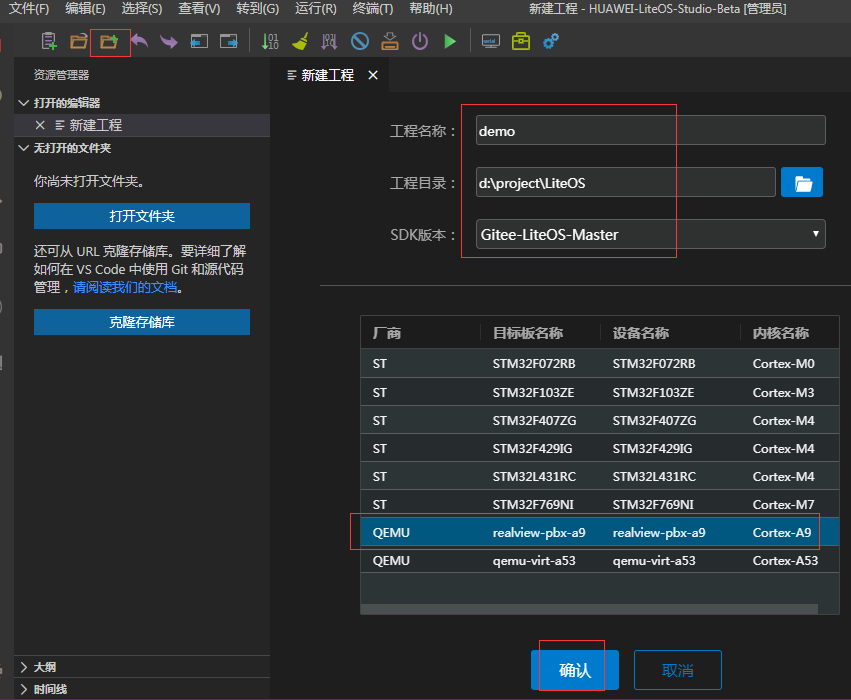 文件(F) 编辑(E) 选择(S) 查看(V) 转到(G) 运行(R) 终端(T) 帮助(H) 新建工程 - HUAWEI-LiteOS-Studio-Beta [管理员]
资源管理器
新建工程
打开的编辑器
新建工程
无打开的文件夹
你尚未打开文件夹。
打开文件夹
还可从 URL 克隆存储库。要详细了解
如何在 VS Code 中使用 Git 和源代码
管理，请阅读我们的文档。
克隆存储库
大纲
时间线
工程名称： demo
工程目录： d:\project\LiteOS
SDK版本： Gitee-LiteOS-Master
厂商 目标板名称 设备名称 内核名称
ST STM32F072RB STM32F072RB Cortex-M0
ST STM32F103ZE STM32F103ZE Cortex-M3
ST STM32F407ZG STM32F407ZG Cortex-M4
ST STM32F429IG STM32F429IG Cortex-M4
ST STM32L431RC STM32L431RC Cortex-M4
ST STM32F769NI STM32F769NI Cortex-M7
QEMU realview-pbx-a9 realview-pbx-a9 Cortex-A9
QEMU qemu-virt-a53 qemu-virt-a53 Cortex-A53
确认 取消